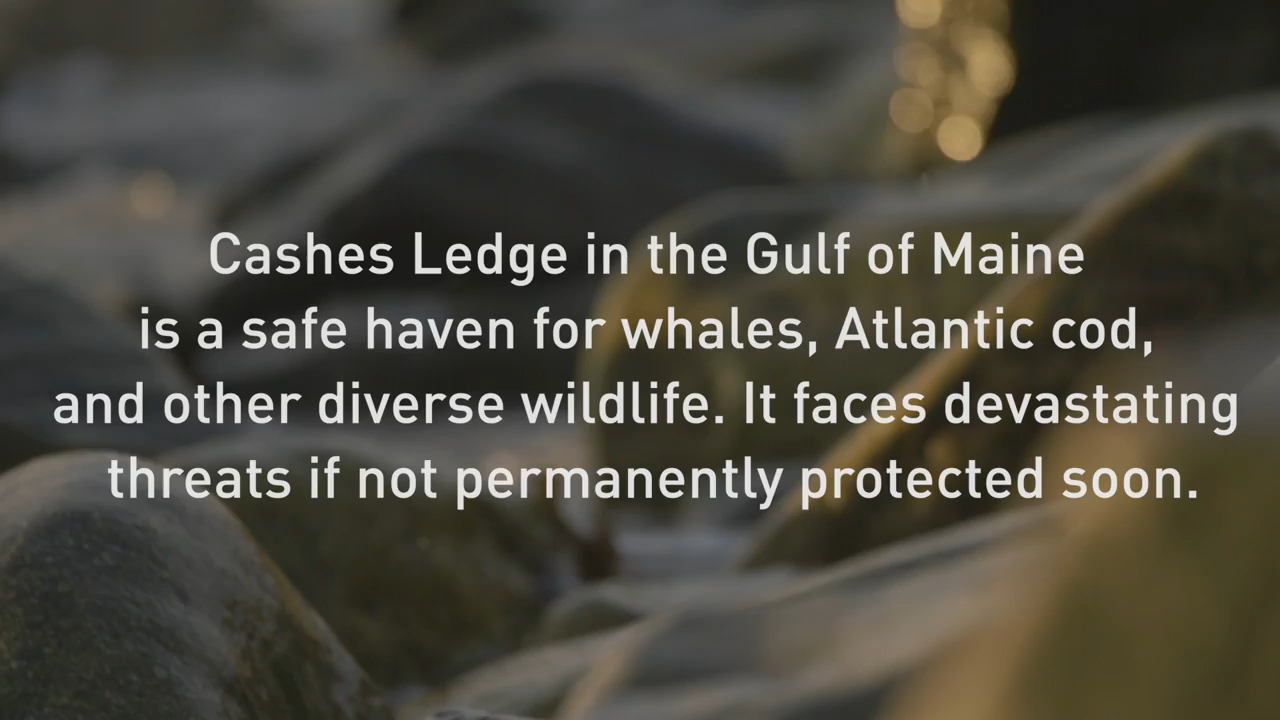 Cashes Ledge in the Gulf of Maine
is a safe haven for whales, Atlantic cod,
and other diverse wildlife. It faces devastating
threats if not permanently protected soon.